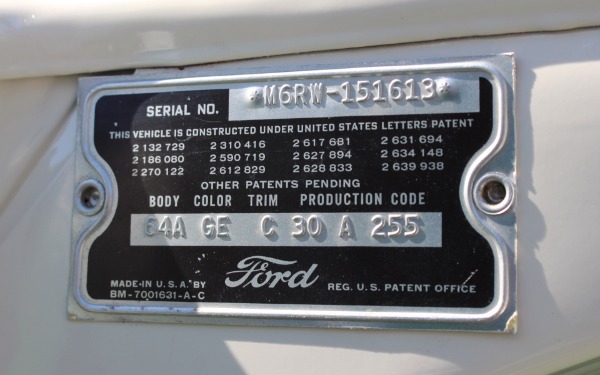 SERIAL NO. *M6RW-151613*
THIS VEHICLE IS CONSTRUCTED UNDER UNITED STATES LETTERS PATENT
2 132 729 2 310 416 2 617 681 2 631 694
2 186 080 2 590 719 2 627 894 2 634 148
2 270 122 2 612 829 2 628 833 2 639 938
OTHER PATENTS PENDING
BODY COLOR TRIM PRODUCTION CODE
64A GE C 30 A 255
MADE-IN U.S.A. BY
BM-7001631-A-C
Ford
REG. U.S. PATENT OFFICE